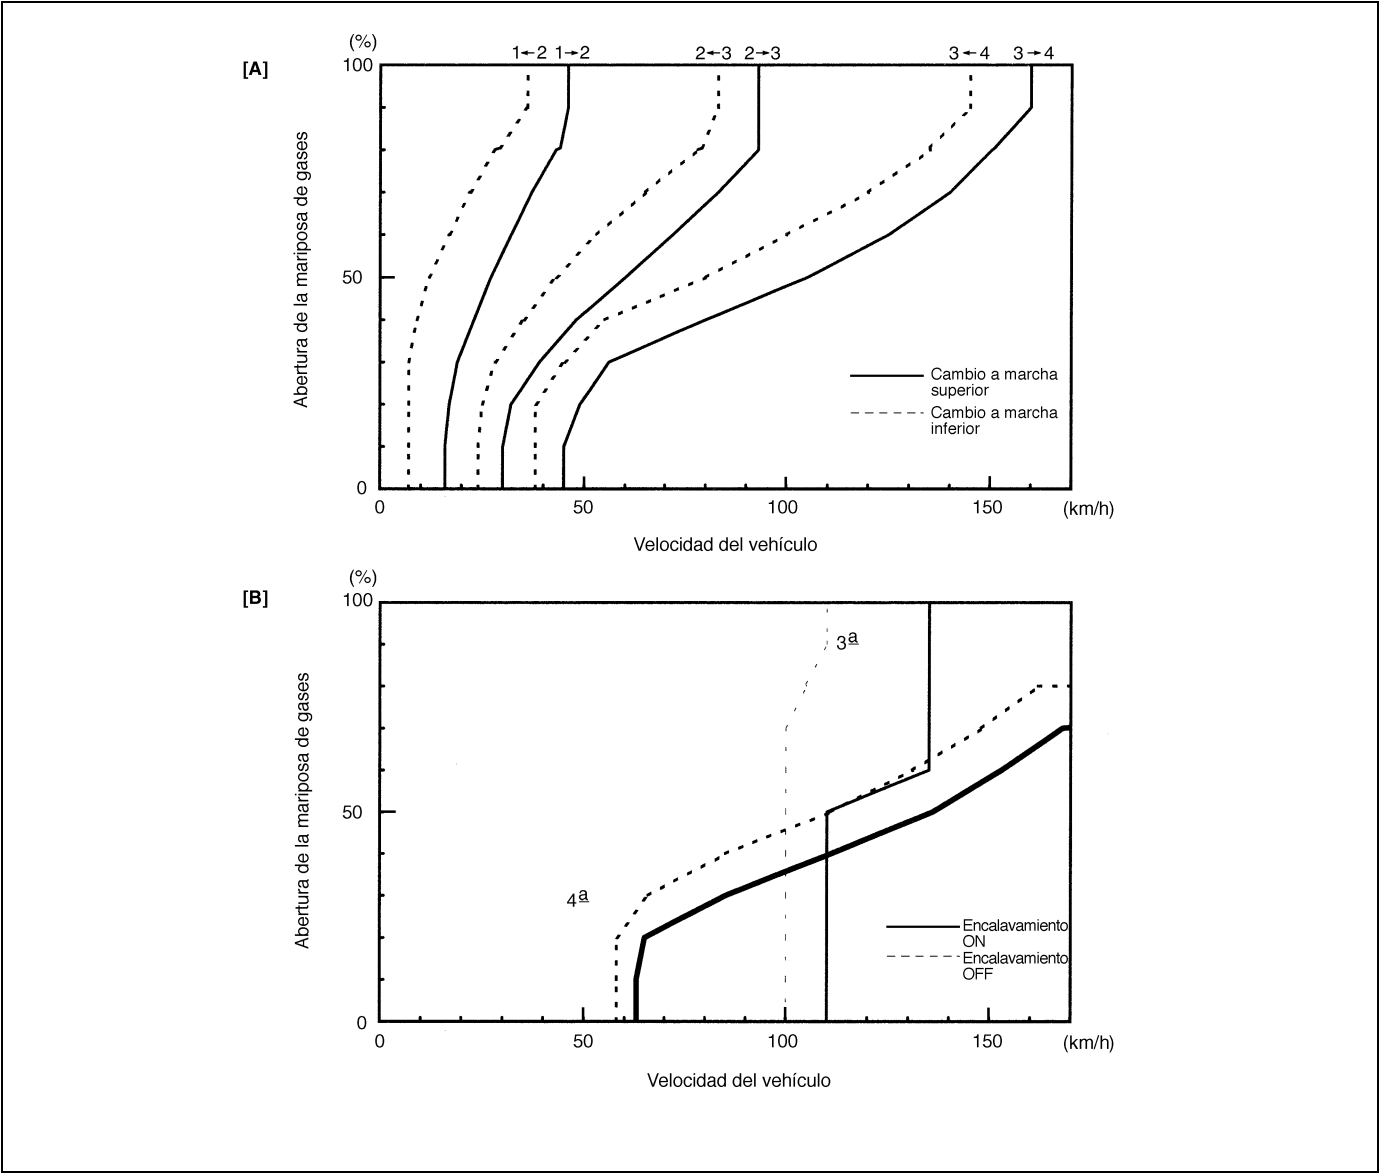 [A]
(%)
1←2 1→2 2←3 2→3 3←4 3→4
100
Abertura de la mariposa de gases
50
Cambio a marcha
superior
Cambio a marcha
inferior
0
0 50 100 150 (km/h)
Velocidad del vehículo
[B]
(%)
100
3a
Abertura de la mariposa de gases
50
4a
Encalavamiento
ON
Encalavamiento
OFF
0
0 50 100 150 (km/h)
Velocidad del vehículo